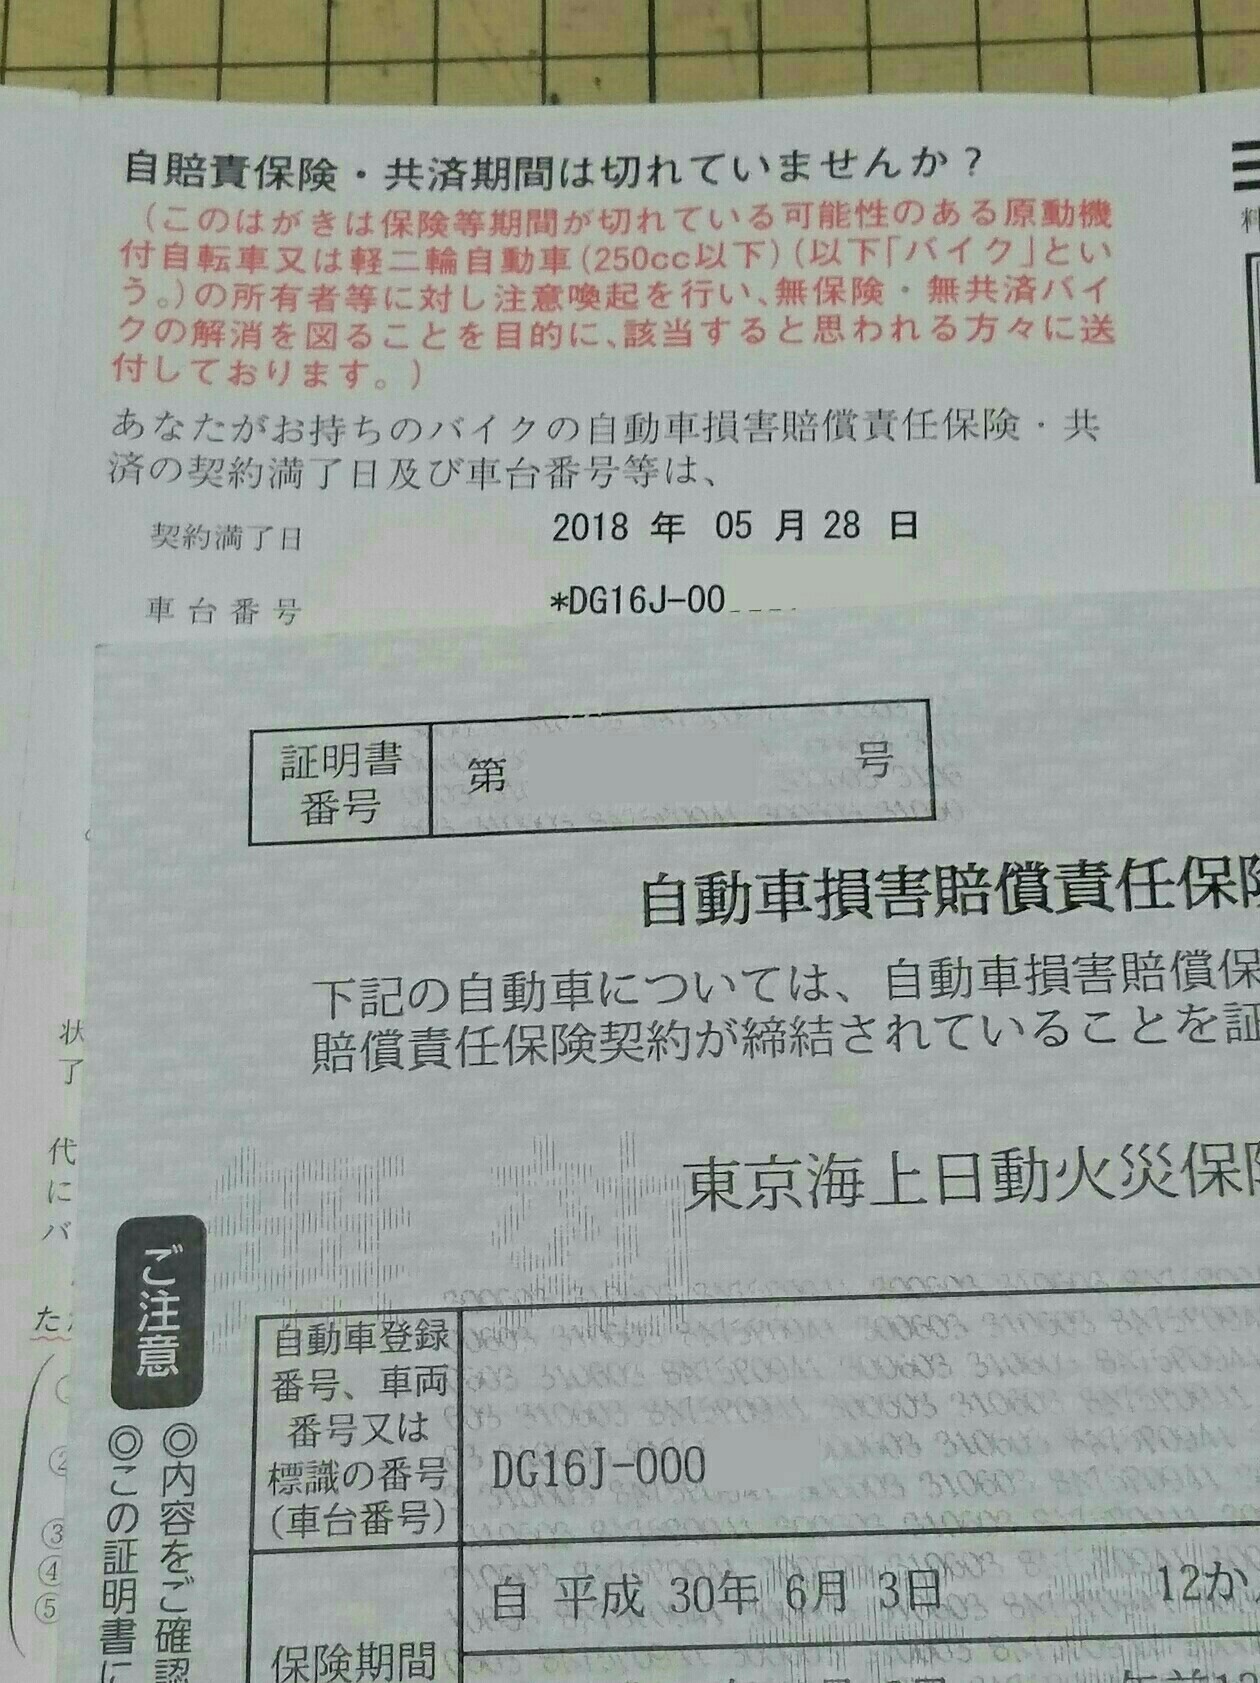 自賠責保険・共済期間は切れていませんか？
（このはがきは保険等期間が切れている可能性のある原動機
付自転車又は軽二輪自動車(250cc以下)(以下「バイク」とい
う。)の所有者等に対し注意喚起を行い、無保険・無共済バイ
クの解消を図ることを目的に、該当すると思われる方々に送
付しております。）
あなたがお持ちのバイクの自動車損害賠償責任保険・共
済の契約満了日及び車台番号等は、
契約満了日 2018 年 05 月 28 日
車台番号 *DG16J-00
証明書
番号
第 号
自動車損害賠償責任保険
下記の自動車については、自動車損害賠償保
賠償責任保険契約が締結されていることを証
東京海上日動火災保険
状
了
代
に
バ
た
②
③
④
⑤
ご注意
◎内容をご確認
◎この証明書に
自動車登録
番号、車両
番号又は
標識の番号
(車台番号)
DG16J-000
保険期間
自 平成 30年 6月 3日 12か
午前12